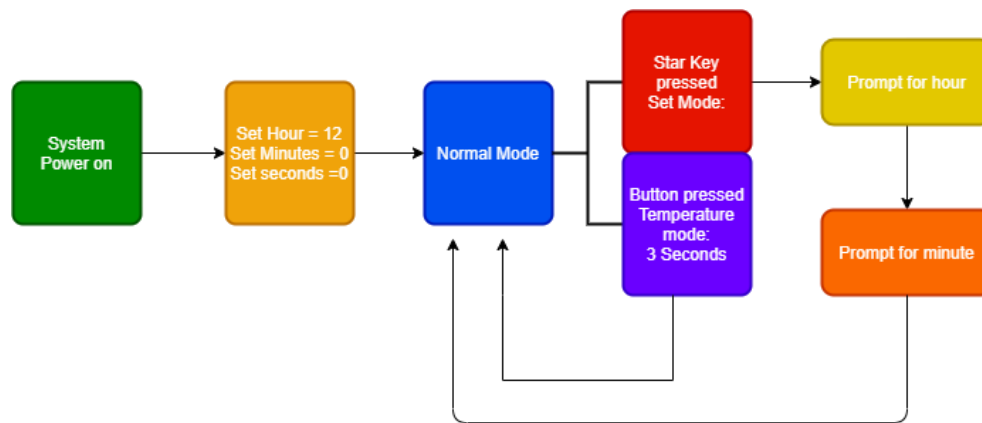 System
Power on
Set Hour = 12
Set Minutes = 0
Set seconds =0
Normal Mode
Star Key
pressed
Set Mode:
Button pressed
Temperature
mode:
3 Seconds
Prompt for hour
Prompt for minute